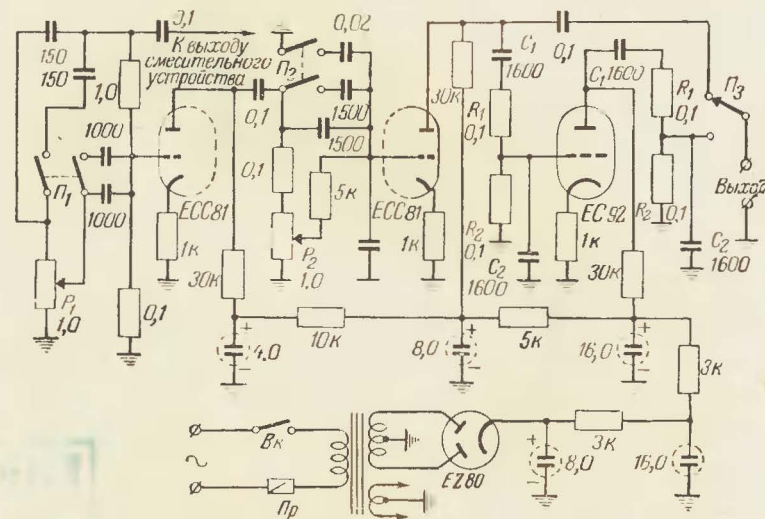 150
150
0,1
К выходу
смесительного
устройства
1,0
1000
1000
П₁
P₁
1,0
0,1
ECC81
1к
30к
0,1
П₂
0,02
1500
1500
0,1
P₂
1,0
5к
ECC81
1к
30к
C₁
1600
R₁
0,1
R₂
0,1
C₂
1600
0,1
C₁ 1600
EC92
1к
30к
R₁
0,1
R₂
0,1
C₂
1600
П₃
Выход
4,0
+
−
10к
8,0
+
−
5к
16,0
+
−
3к
Вк
~
Пр
EZ80
+
8,0
−
3к
16,0
+
−